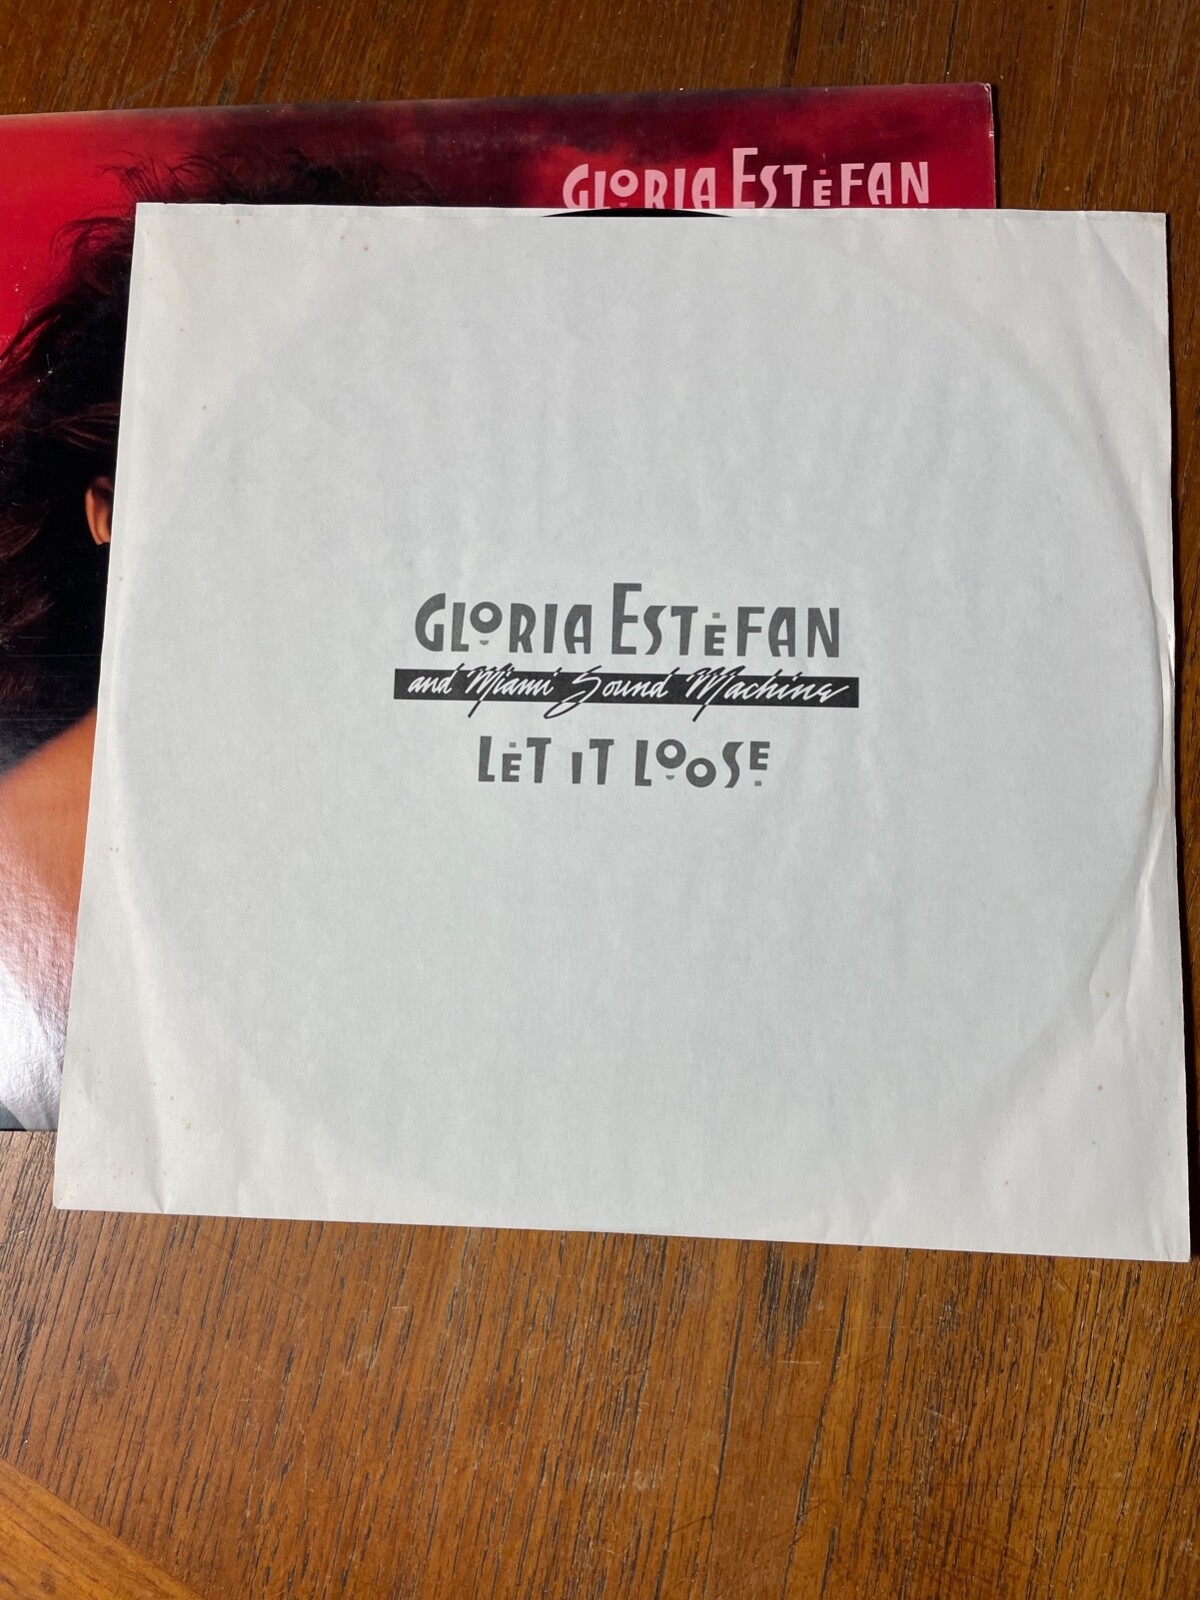 GLORIA ESTEFAN
GLORIA ESTEFAN
and Miami Sound Machine
LET IT LOOSE